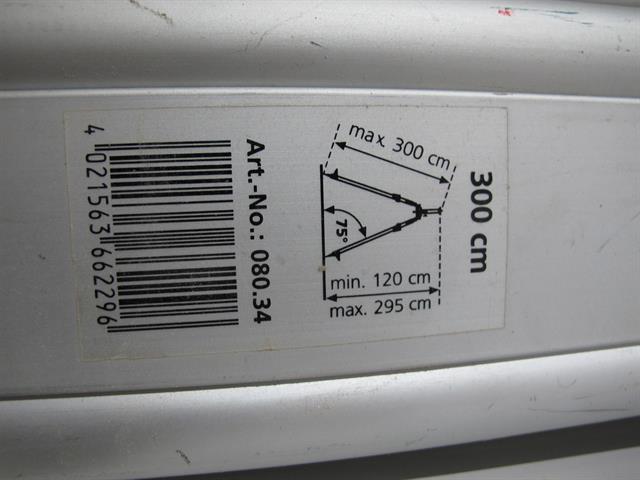 300 cm
max. 300 cm
75°
min. 120 cm
max. 295 cm
Art.-No.: 080.34
4 021563 662296